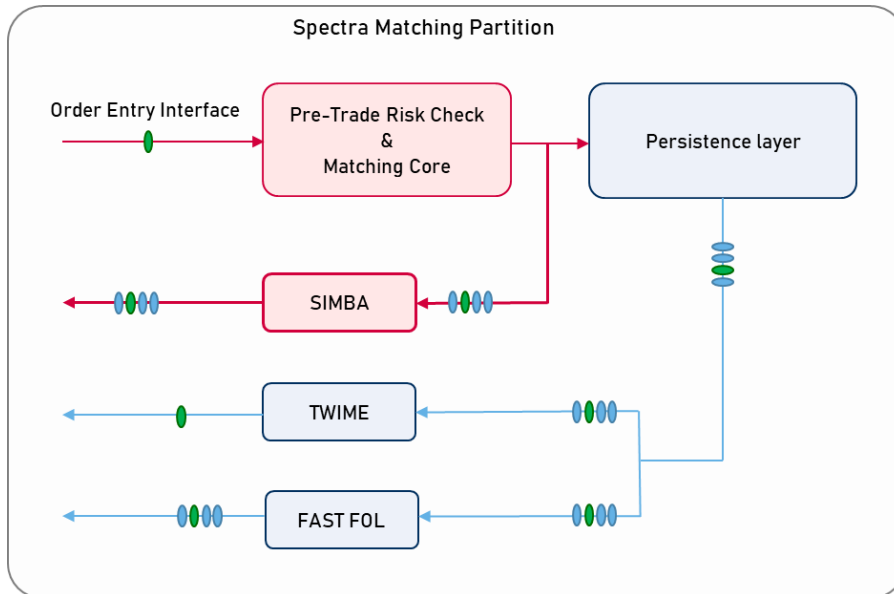 Spectra Matching Partition
Order Entry Interface
Pre-Trade Risk Check
&
Matching Core
Persistence layer
SIMBA
TWIME
FAST FOL